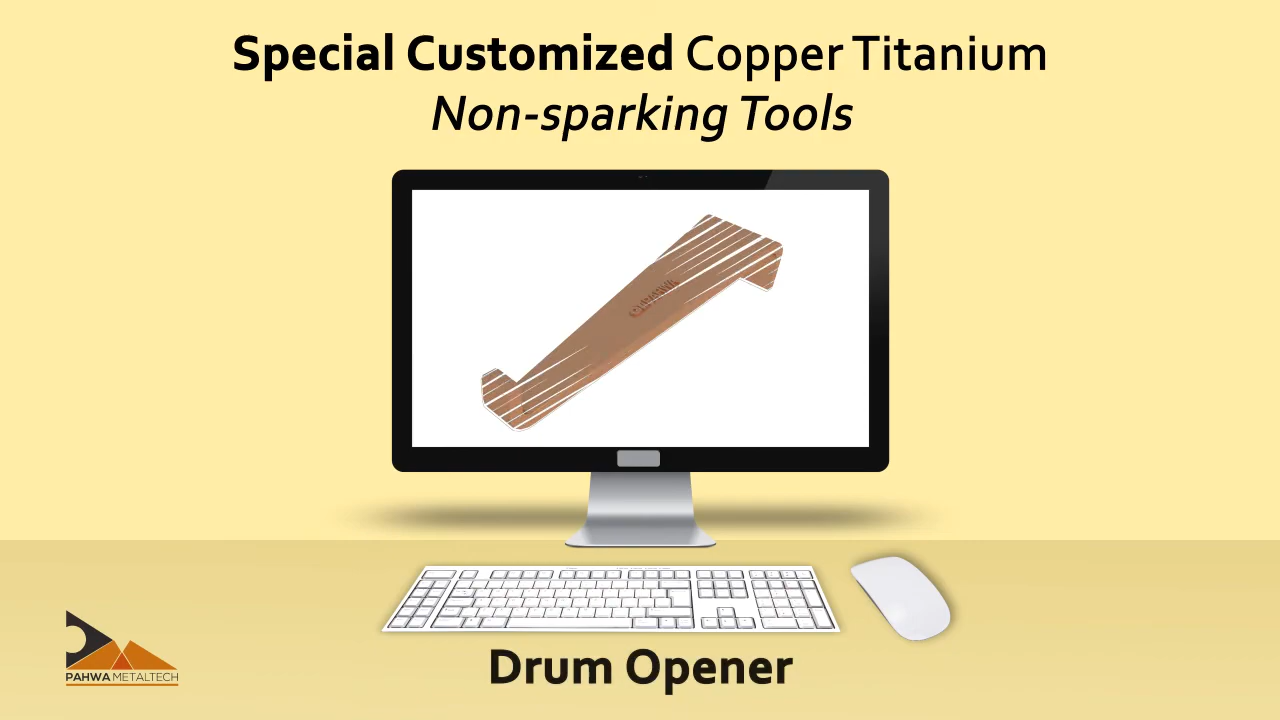 Special Customized Copper Titanium
Non-sparking Tools
Drum Opener
PAHWA METALTECH